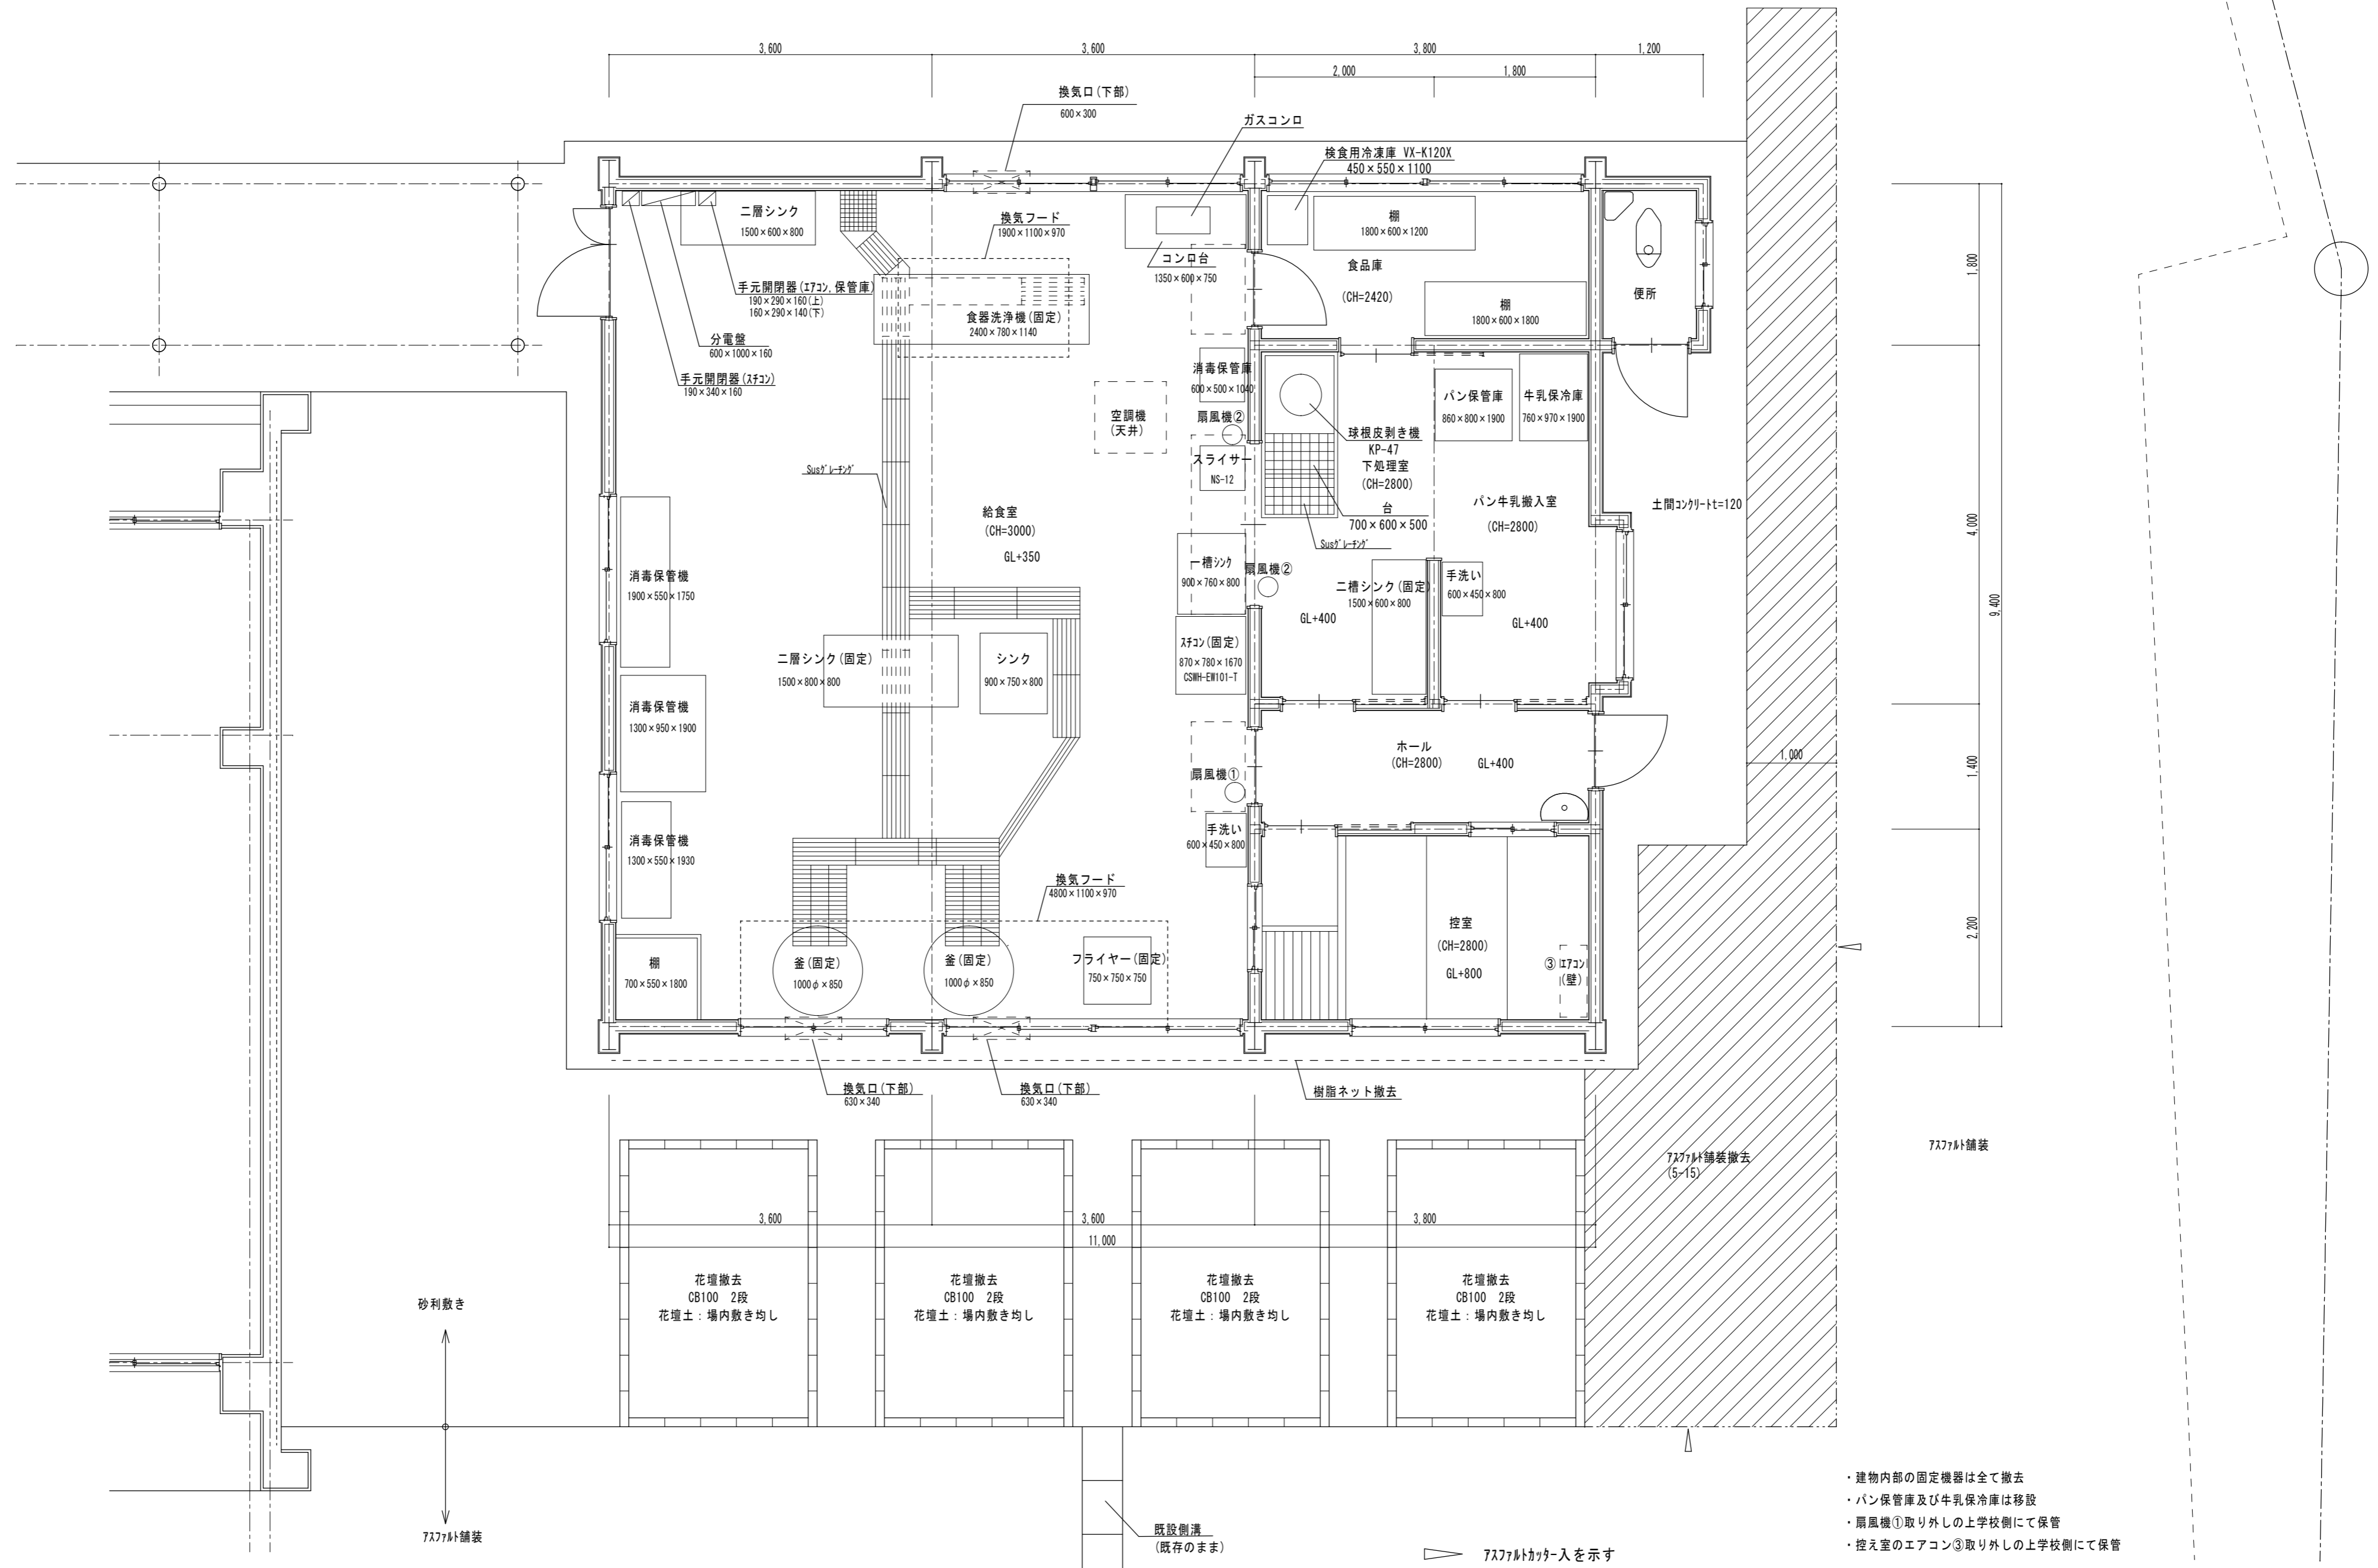 3,600
3,600
3,800
1,200
2,000
1,800
換気口(下部)
600×300
ガスコンロ
検食用冷凍庫 VX-K120X
450×550×1100
二層シンク
1500×600×800
換気フード
1900×1100×970
コンロ台
1350×600×750
棚
1800×600×1200
食品庫
(CH=2420)
棚
1800×600×1800
便所
手元開閉器(エアコン,保管庫)
190×290×160(上)
160×290×140(下)
分電盤
600×1000×160
手元開閉器(スチコン)
190×340×160
食器洗浄機(固定)
2400×780×1140
消毒保管庫
600×500×1040
空調機
(天井)
扇風機②
スライサー
NS-12
球根皮剥き機
KP-47
下処理室
(CH=2800)
台
700×600×500
Susグレーチング
パン保管庫
860×800×1900
牛乳保冷庫
760×970×1900
パン牛乳搬入室
(CH=2800)
土間コンクリートt=120
Susグレーチング
給食室
(CH=3000)
GL+350
一槽シンク
900×760×800
扇風機②
二槽シンク(固定)
1500×600×800
GL+400
手洗い
600×450×800
GL+400
消毒保管機
1900×550×1750
二層シンク(固定)
1500×800×800
シンク
900×750×800
スチコン(固定)
870×780×1670
CSWH-EW101-T
消毒保管機
1300×950×1900
ホール
(CH=2800)
GL+400
扇風機①
手洗い
600×450×800
消毒保管機
1300×550×1930
換気フード
4800×1100×970
棚
700×550×1800
釜(固定)
1000φ×850
釜(固定)
1000φ×850
フライヤー(固定)
750×750×750
控室
(CH=2800)
GL+800
③
エアコン
(壁)
1,800
4,000
9,400
1,400
2,200
1,000
換気口(下部)
630×340
換気口(下部)
630×340
樹脂ネット撤去
アスファルト舗装撤去
(5-15)
アスファルト舗装
3,600
3,600
3,800
11,000
花壇撤去
CB100 2段
花壇土:場内敷き均し
花壇撤去
CB100 2段
花壇土:場内敷き均し
花壇撤去
CB100 2段
花壇土:場内敷き均し
花壇撤去
CB100 2段
花壇土:場内敷き均し
砂利敷き
アスファルト舗装
既設側溝
(既存のまま)
アスファルトカッター入を示す
・建物内部の固定機器は全て撤去
・パン保管庫及び牛乳保冷庫は移設
・扇風機①取り外しの上学校側にて保管
・控え室のエアコン③取り外しの上学校側にて保管